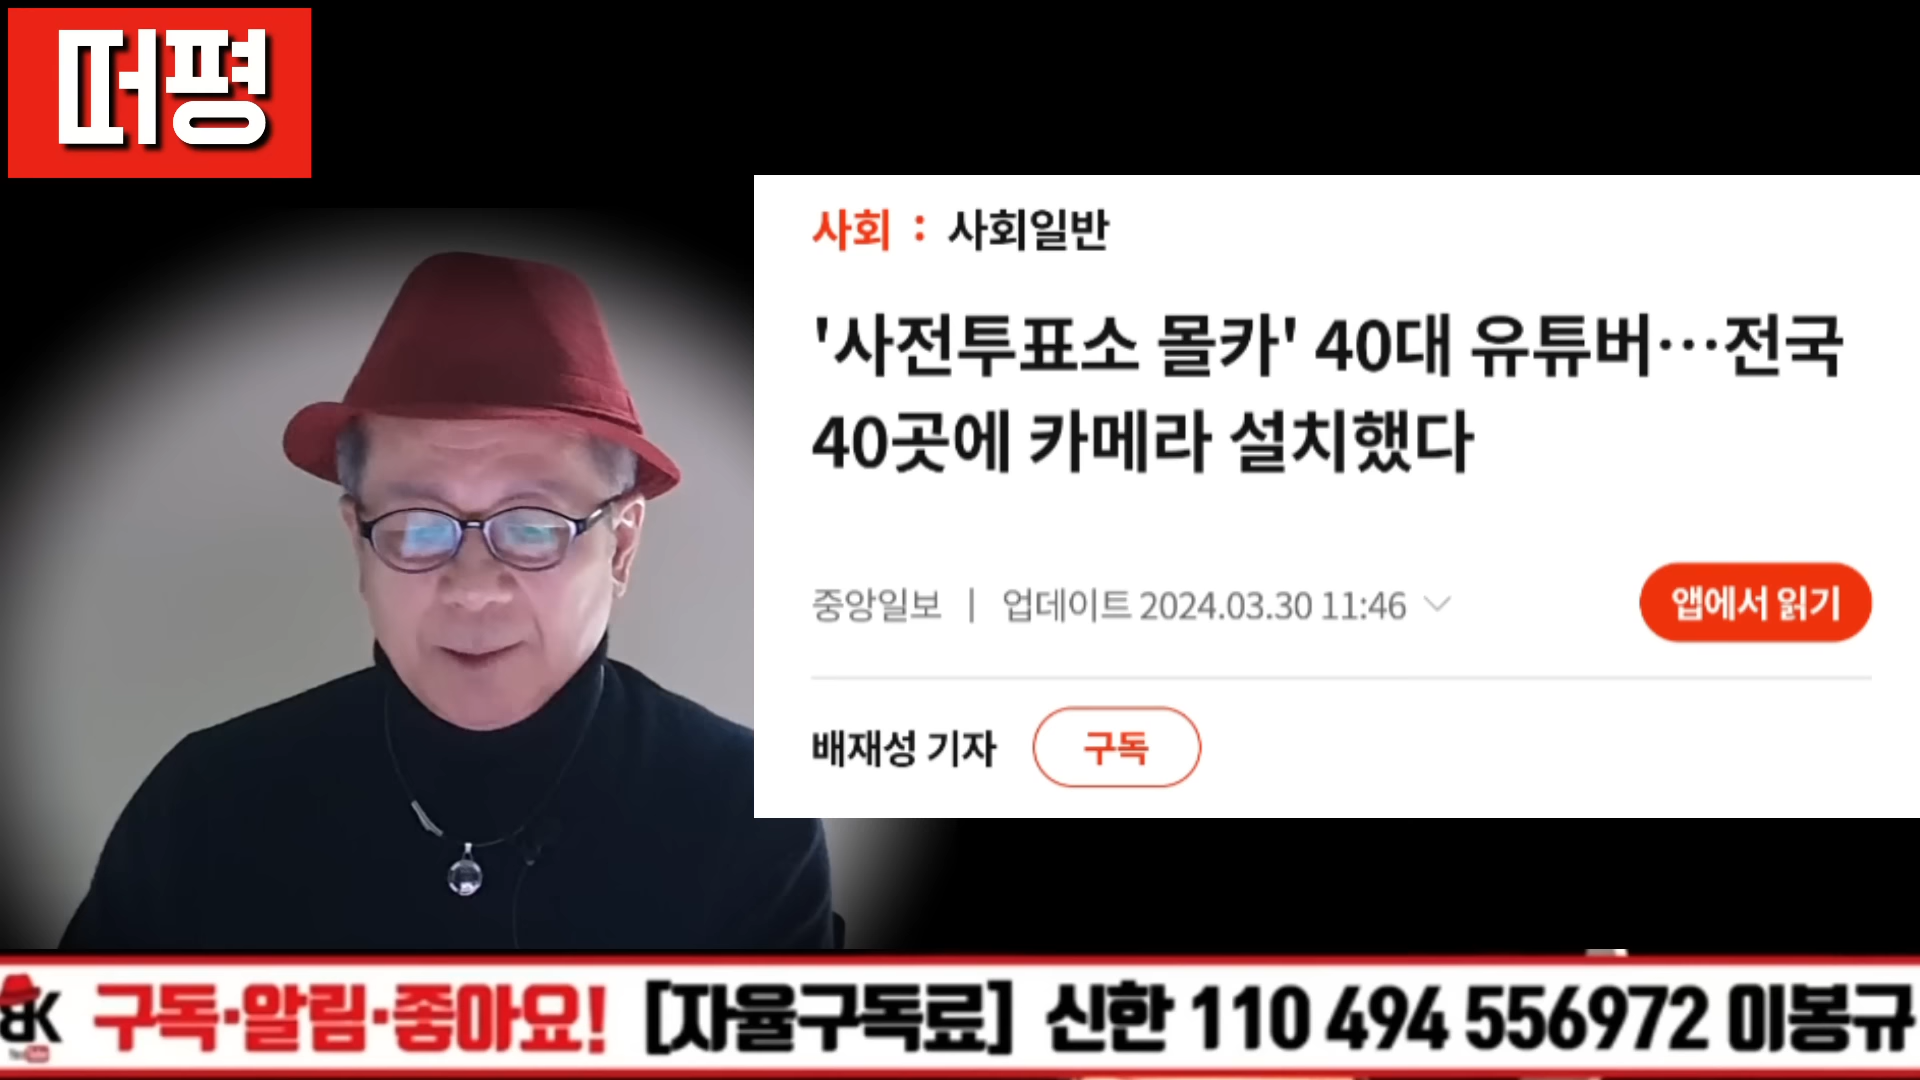 떠평
사회 : 사회일반
'사전투표소 몰카' 40대 유튜버…전국
40곳에 카메라 설치했다
중앙일보 | 업데이트 2024.03.30 11:46
앱에서 읽기
배재성 기자
구독
BK
YouTube
구독·알림·좋아요! [자율구독료] 신한 110 494 556972 이봉규